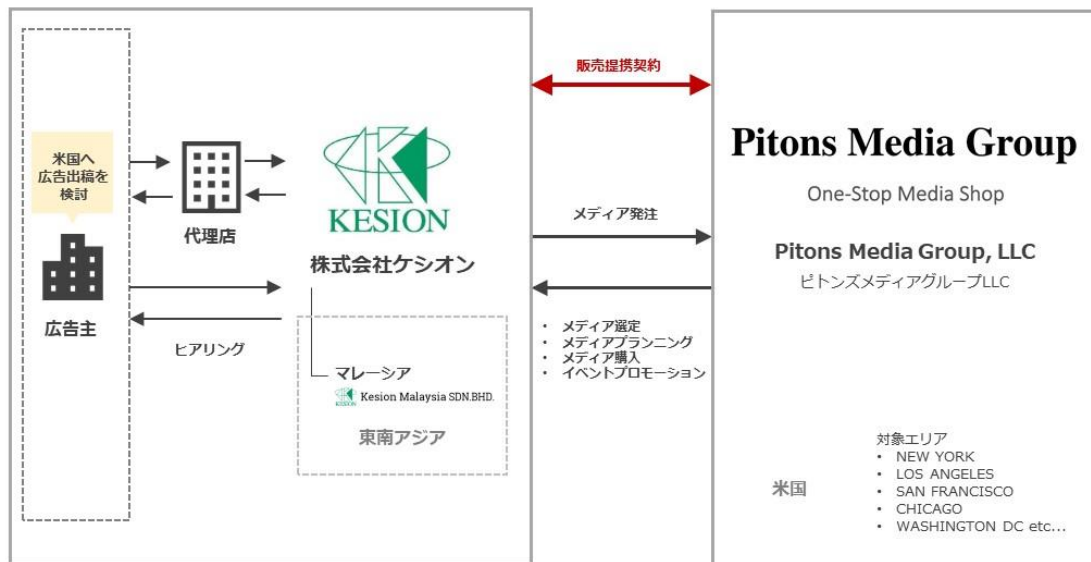 販売提携契約
米国へ
広告出稿を
検討
代理店
広告主
ヒアリング
KESION
株式会社ケシオン
マレーシア
KESION
Kesion Malaysia SDN.BHD.
東南アジア
メディア発注
• メディア選定
• メディアプランニング
• メディア購入
• イベントプロモーション
Pitons Media Group
One-Stop Media Shop
Pitons Media Group, LLC
ピトンズメディアグループLLC
米国
対象エリア
• NEW YORK
• LOS ANGELES
• SAN FRANCISCO
• CHICAGO
• WASHINGTON DC etc...